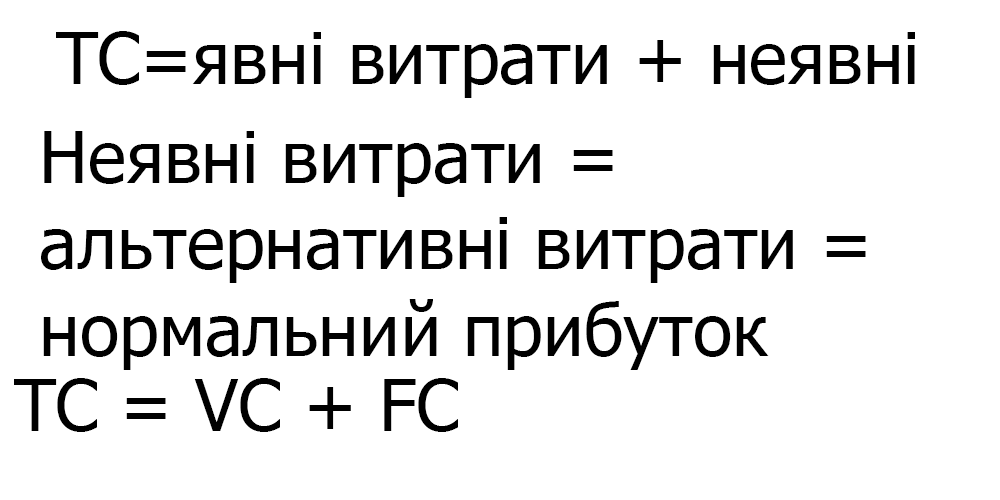 TC=явні витрати + неявні
Неявні витрати =
альтернативні витрати =
нормальний прибуток
TC = VC + FC